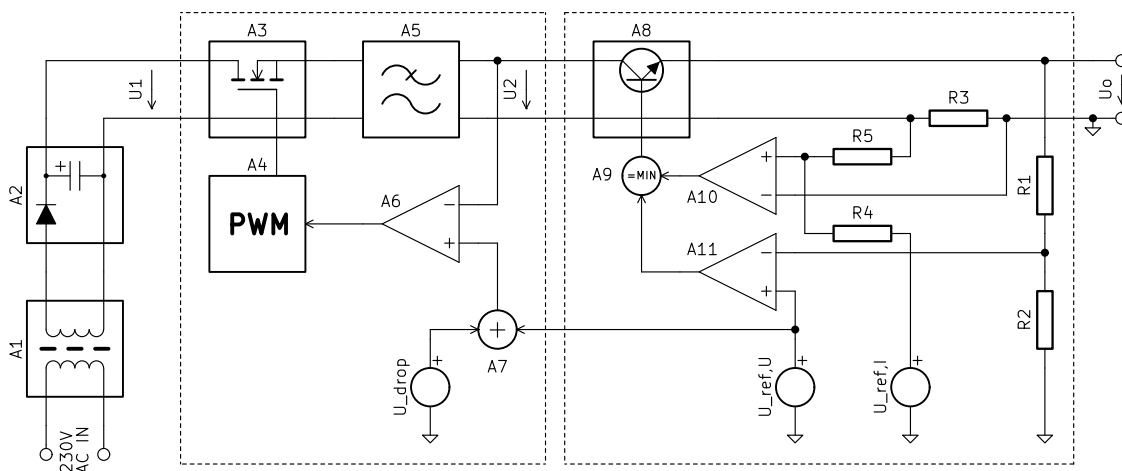 A3
A5
A8
U1
U2
Uo
R3
R5
A2
+
A4
PWM
A6
−
+
A9
=MIN
A10
+
−
R1
R4
A11
−
+
A1
+
A7
R2
+
U_drop
+
U_ref,U
+
U_ref,I
230V
AC IN